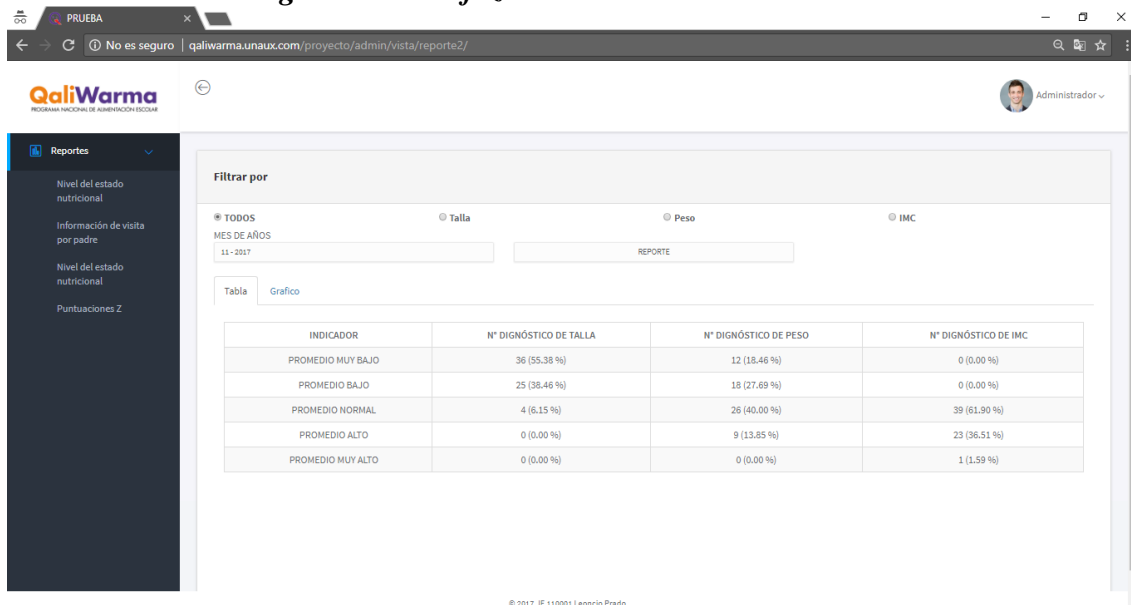 PRUEBA
No es seguro | qaliwarma.unaux.com/proyecto/admin/vista/reporte2/
QaliWarma
PROGRAMA NACIONAL DE ALIMENTACIÓN ESCOLAR
Administrador
Reportes
Nivel del estado
nutricional
Información de visita
por padre
Nivel del estado
nutricional
Puntuaciones Z
Filtrar por
TODOS Talla Peso IMC
MES DE AÑOS
11 - 2017 REPORTE
Tabla Grafico
INDICADOR N° DIGNÓSTICO DE TALLA N° DIGNÓSTICO DE PESO N° DIGNÓSTICO DE IMC
PROMEDIO MUY BAJO 36 (55.38 %) 12 (18.46 %) 0 (0.00 %)
PROMEDIO BAJO 25 (38.46 %) 18 (27.69 %) 0 (0.00 %)
PROMEDIO NORMAL 4 (6.15 %) 26 (40.00 %) 39 (61.90 %)
PROMEDIO ALTO 0 (0.00 %) 9 (13.85 %) 23 (36.51 %)
PROMEDIO MUY ALTO 0 (0.00 %) 0 (0.00 %) 1 (1.59 %)
© 2017. IE 110001 Leoncio Prado